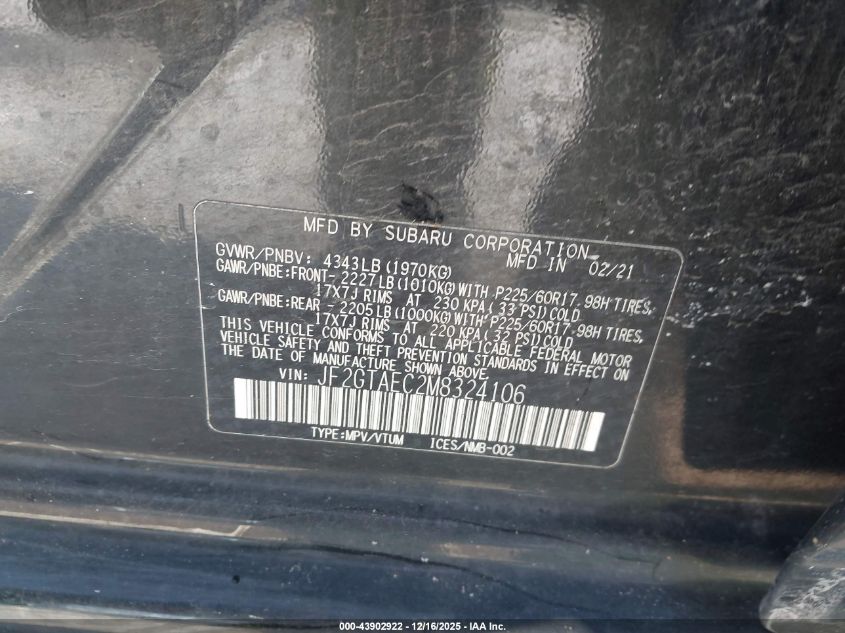 MFD BY SUBARU CORPORATION
GVWR/PNBV: 4343LB(1970KG) MFD IN 02/21
GAWR/PNBE:FRONT-2227LB(1010KG)WITH P225/60R17.98H TIRES,
17X7J RIMS AT 230 KPA(33 PSI)COLD
GAWR/PNBE:REAR - 2205LB(1000KG)WITH P225/60R17.98H TIRES,
17X7J RIMS AT 220 KPA(32 PSI)COLD
THIS VEHICLE CONFORMS TO ALL APPLICABLE FEDERAL MOTOR
VEHICLE SAFETY AND THEFT PREVENTION STANDARDS IN EFFECT ON
THE DATE OF MANUFACTURE SHOWN ABOVE.
VIN: JF2GTAEC2M8324106
TYPE:MPV/VTUM ICES/NMB-002
000-43902922 - 12/16/2025 - IAA Inc.